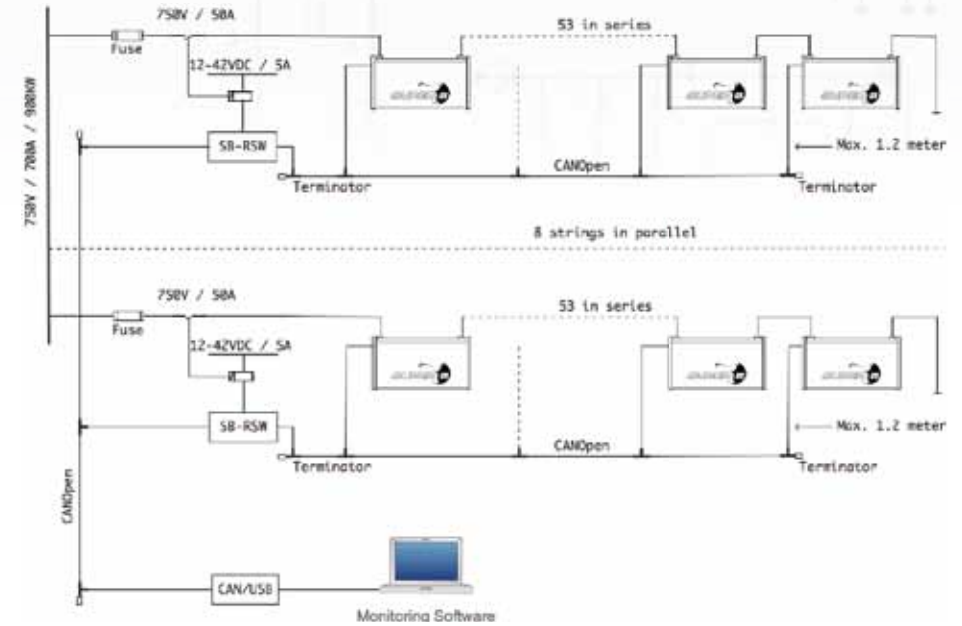 750V / 50A
53 in series
Fuse
12-42VDC / 5A
SB-RSW
Max. 1.2 meter
CANOpen
Terminator
Terminator
750V / 700A / 900KW
8 strings in parallel
750V / 50A
53 in series
Fuse
12-42VDC / 5A
SB-RSW
Max. 1.2 meter
CANOpen
Terminator
Terminator
CANOpen
CAN/USB
Monitoring Software